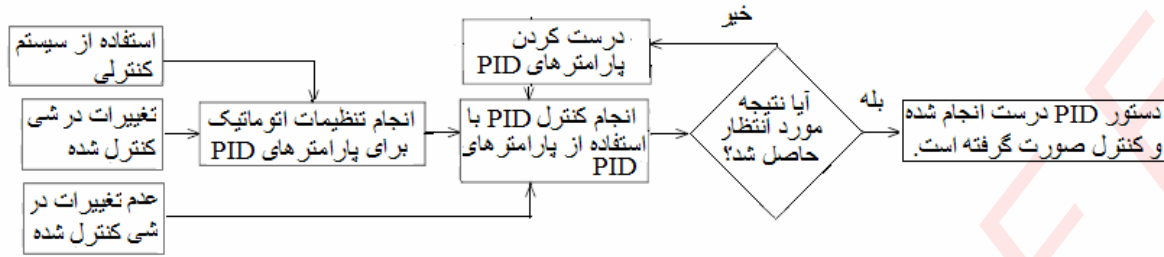 خیر
درست کردن
پارامترهای PID
استفاده از سیستم
کنترلی
تغییرات در شی
کنترل شده
انجام تنظیمات اتوماتیک
برای پارامترهای PID
انجام کنترل PID با
استفاده از پارامترهای
PID
آیا نتیجه
مورد انتظار
حاصل شد؟
بله
دستور PID درست انجام شده
و کنترل صورت گرفته است.
عدم تغییرات در
شی کنترل شده